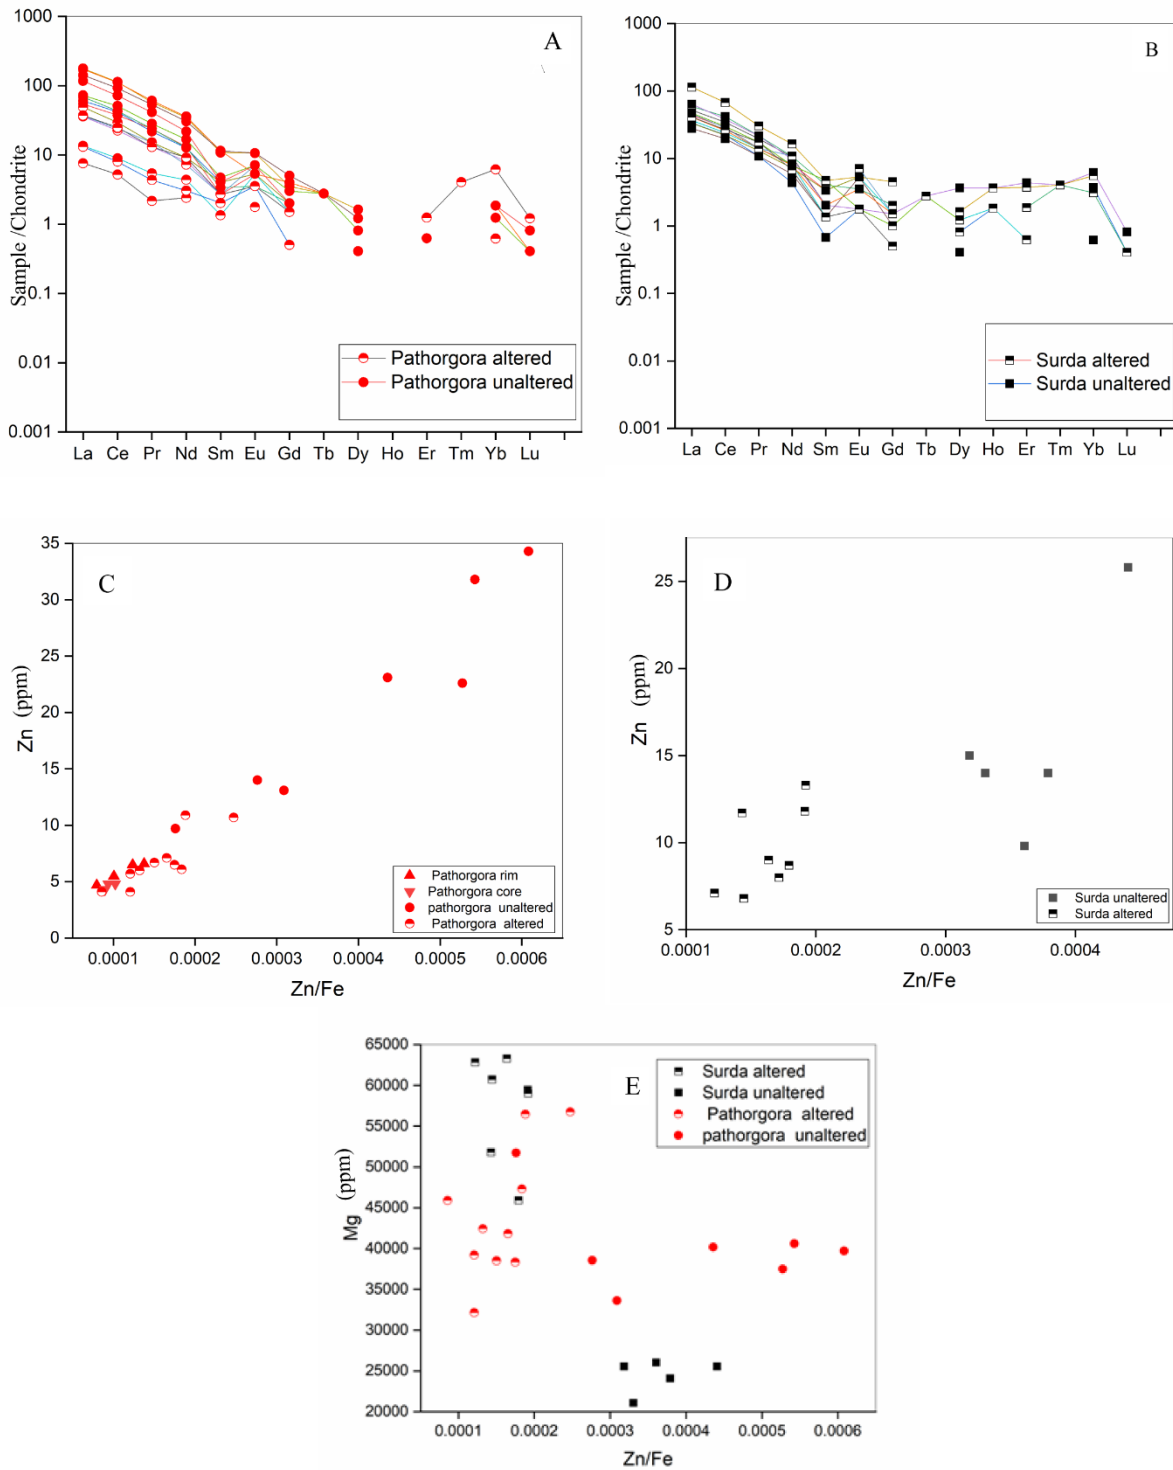 A
1000
100
10
1
0.1
0.01
0.001
Sample /Chondrite
La Ce Pr Nd Sm Eu Gd Tb Dy Ho Er Tm Yb Lu
Pathorgora altered
Pathorgora unaltered
B
1000
100
10
1
0.1
0.01
0.001
Sample /Chondrite
La Ce Pr Nd Sm Eu Gd Tb Dy Ho Er Tm Yb Lu
Surda altered
Surda unaltered
C
35
30
25
20
15
10
5
0
Zn (ppm)
0.0001 0.0002 0.0003 0.0004 0.0005 0.0006
Zn/Fe
Pathorgora rim
Pathorgora core
pathorgora unaltered
Pathorgora altered
D
25
20
15
10
5
Zn (ppm)
0.0001 0.0002 0.0003 0.0004
Zn/Fe
Surda unaltered
Surda altered
E
65000
60000
55000
50000
45000
40000
35000
30000
25000
20000
Mg (ppm)
0.0001 0.0002 0.0003 0.0004 0.0005 0.0006
Zn/Fe
Surda altered
Surda unaltered
Pathorgora altered
pathorgora unaltered